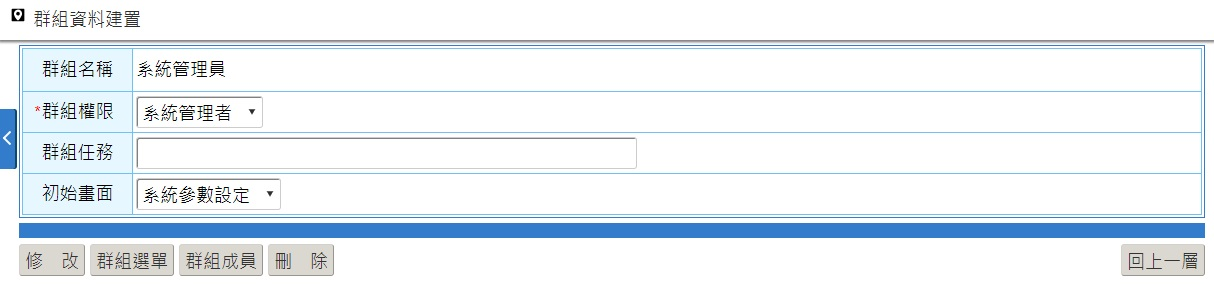 群組資料建置
群組名稱 系統管理員
*群組權限 系統管理者
群組任務
初始畫面 系統參數設定
修 改 群組選單 群組成員 刪 除 回上一層